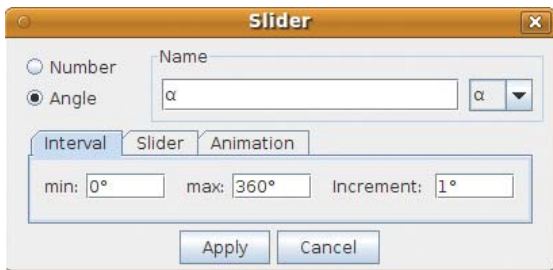 Slider
Number
Angle
Name
α
α
Interval Slider Animation
min: 0° max: 360° Increment: 1°
Apply Cancel